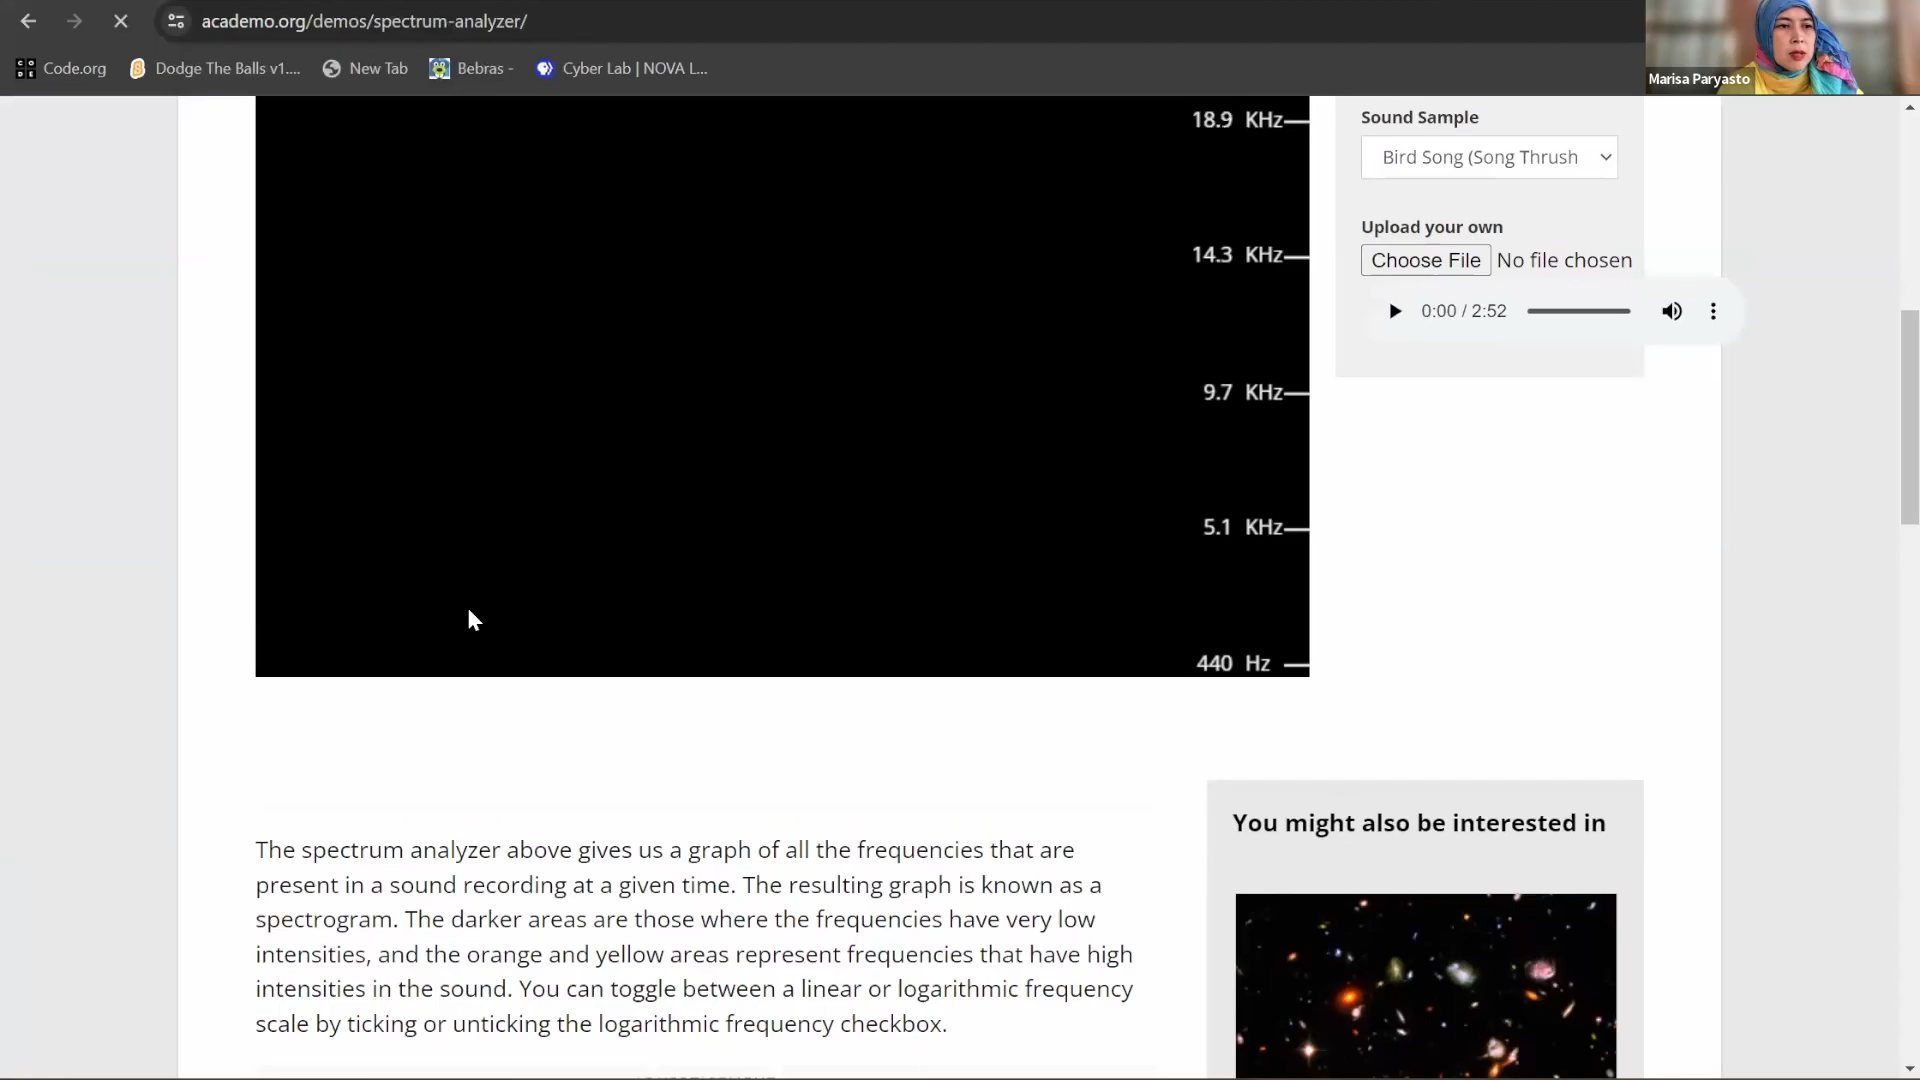 academo.org/demos/spectrum-analyzer/
Code.org
Dodge The Balls v1....
New Tab
Bebras -
Cyber Lab | NOVA L...
Marisa Paryasto
18.9 KHz
14.3 KHz
9.7 KHz
5.1 KHz
440 Hz
Sound Sample
Bird Song (Song Thrush
Upload your own
Choose File No file chosen
0:00 / 2:52
The spectrum analyzer above gives us a graph of all the frequencies that are
present in a sound recording at a given time. The resulting graph is known as a
spectrogram. The darker areas are those where the frequencies have very low
intensities, and the orange and yellow areas represent frequencies that have high
intensities in the sound. You can toggle between a linear or logarithmic frequency
scale by ticking or unticking the logarithmic frequency checkbox.
You might also be interested in